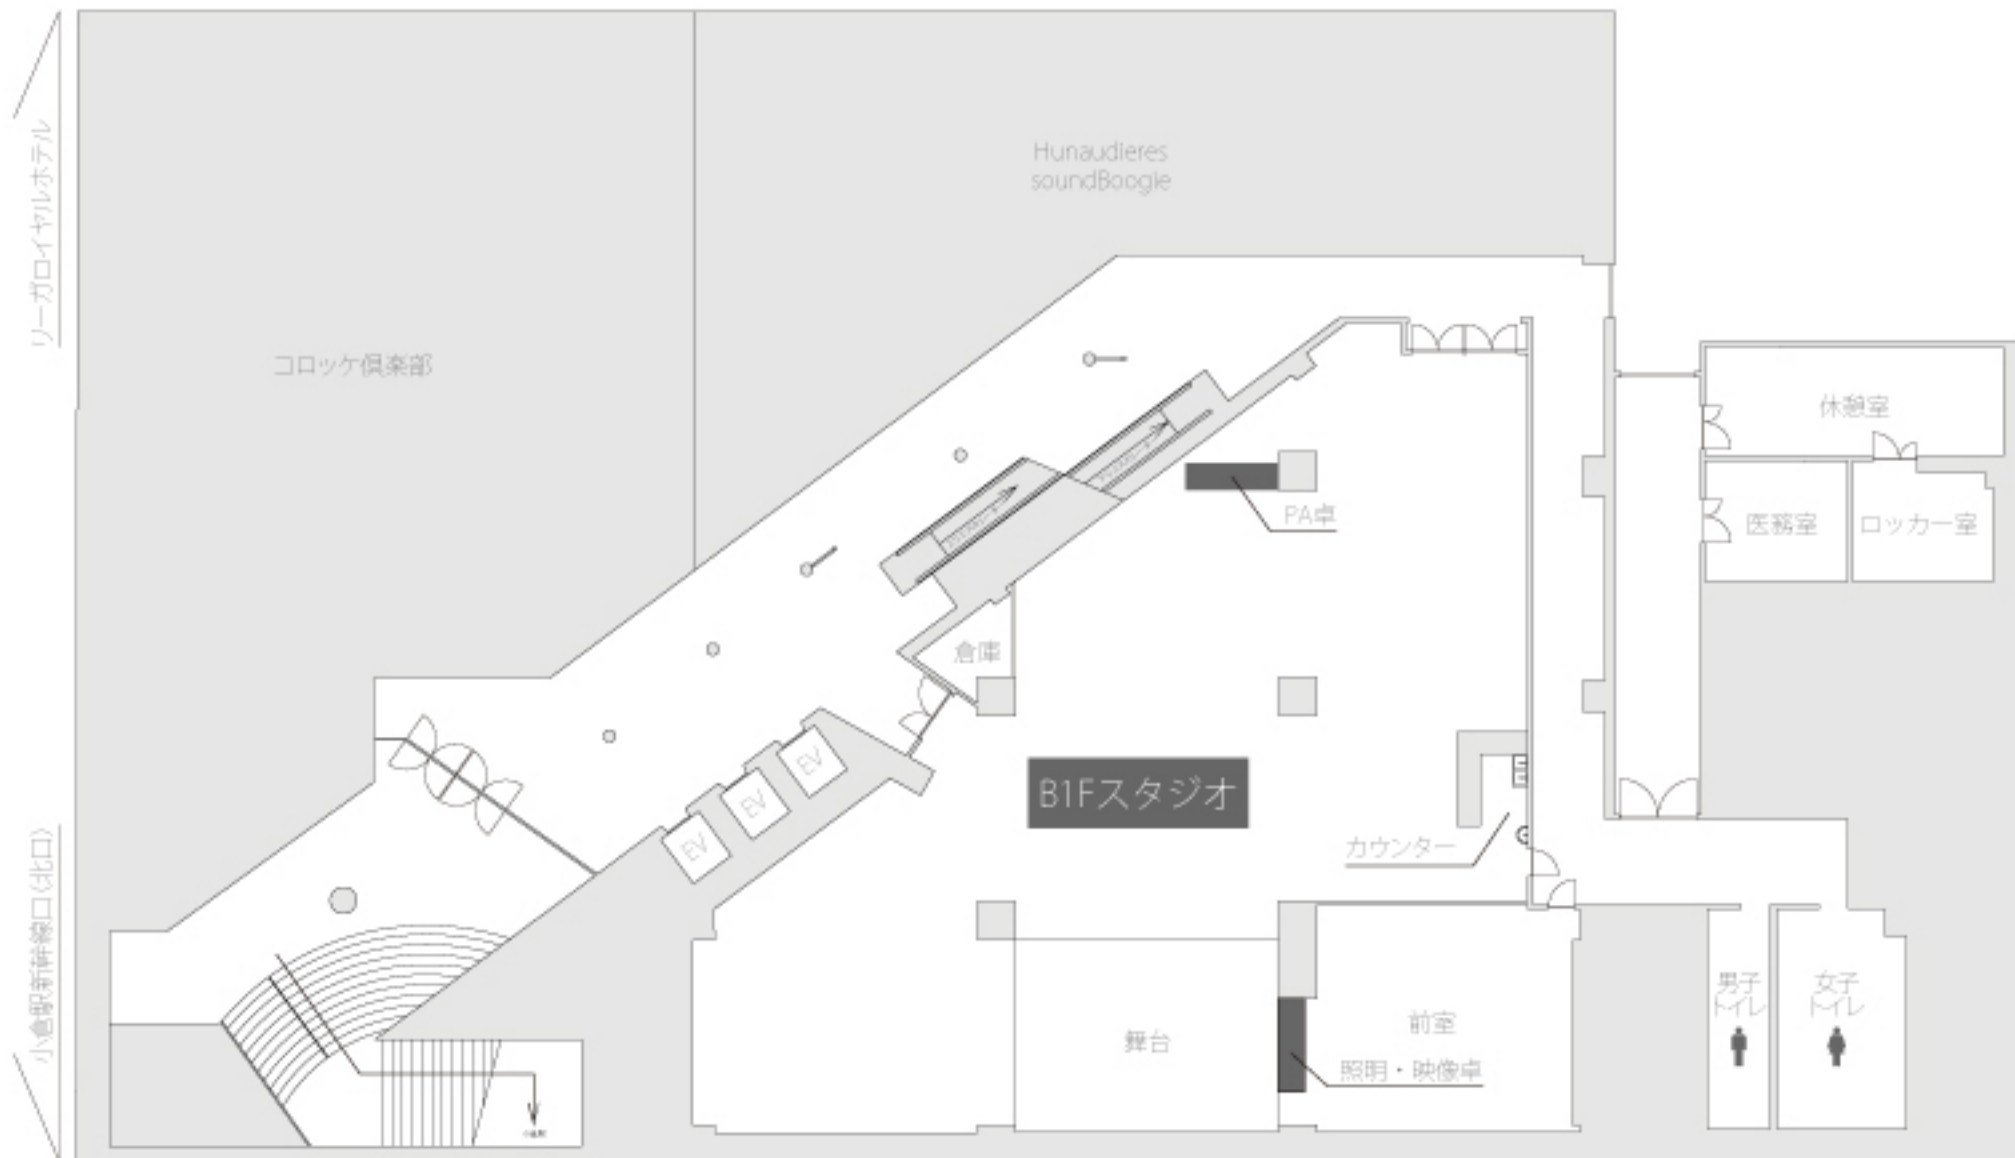 リーガロイヤルホテル
小倉駅新幹線口(北口)
コロッケ倶楽部
Hunaudieres
soundBoogie
休憩室
医務室
ロッカー室
PA卓
倉庫
EV
EV
EV
B1Fスタジオ
カウンター
舞台
前室
照明・映像卓
男子
トイレ
女子
トイレ